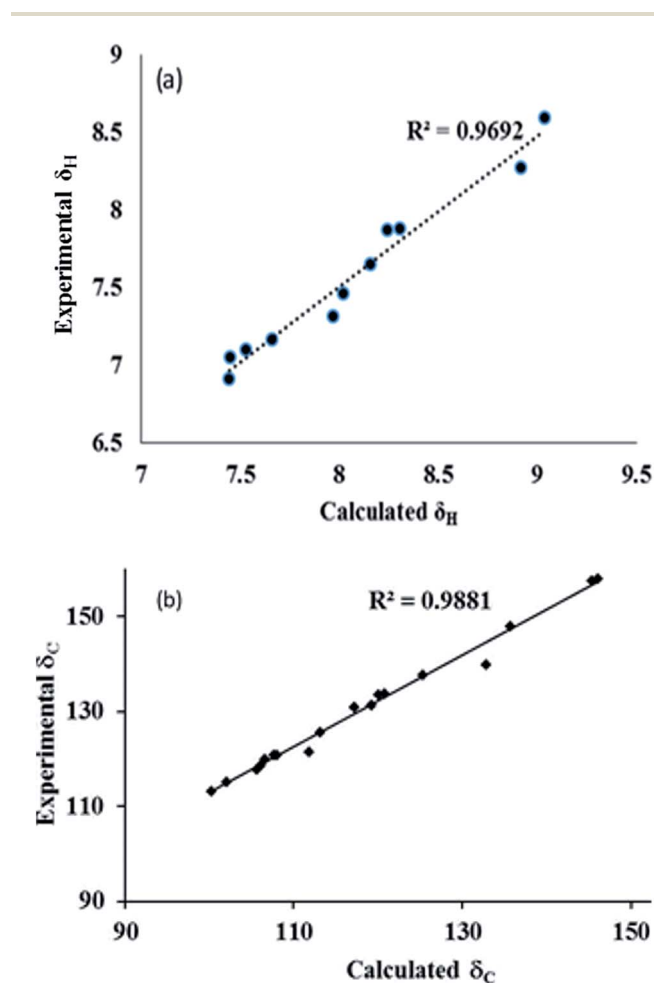 (a)
R² = 0.9692
Experimental δH
9
8.5
8
7.5
7
6.5
7 7.5 8 8.5 9 9.5
Calculated δH
(b)
R² = 0.9881
Experimental δC
150
130
110
90
90 110 130 150
Calculated δC